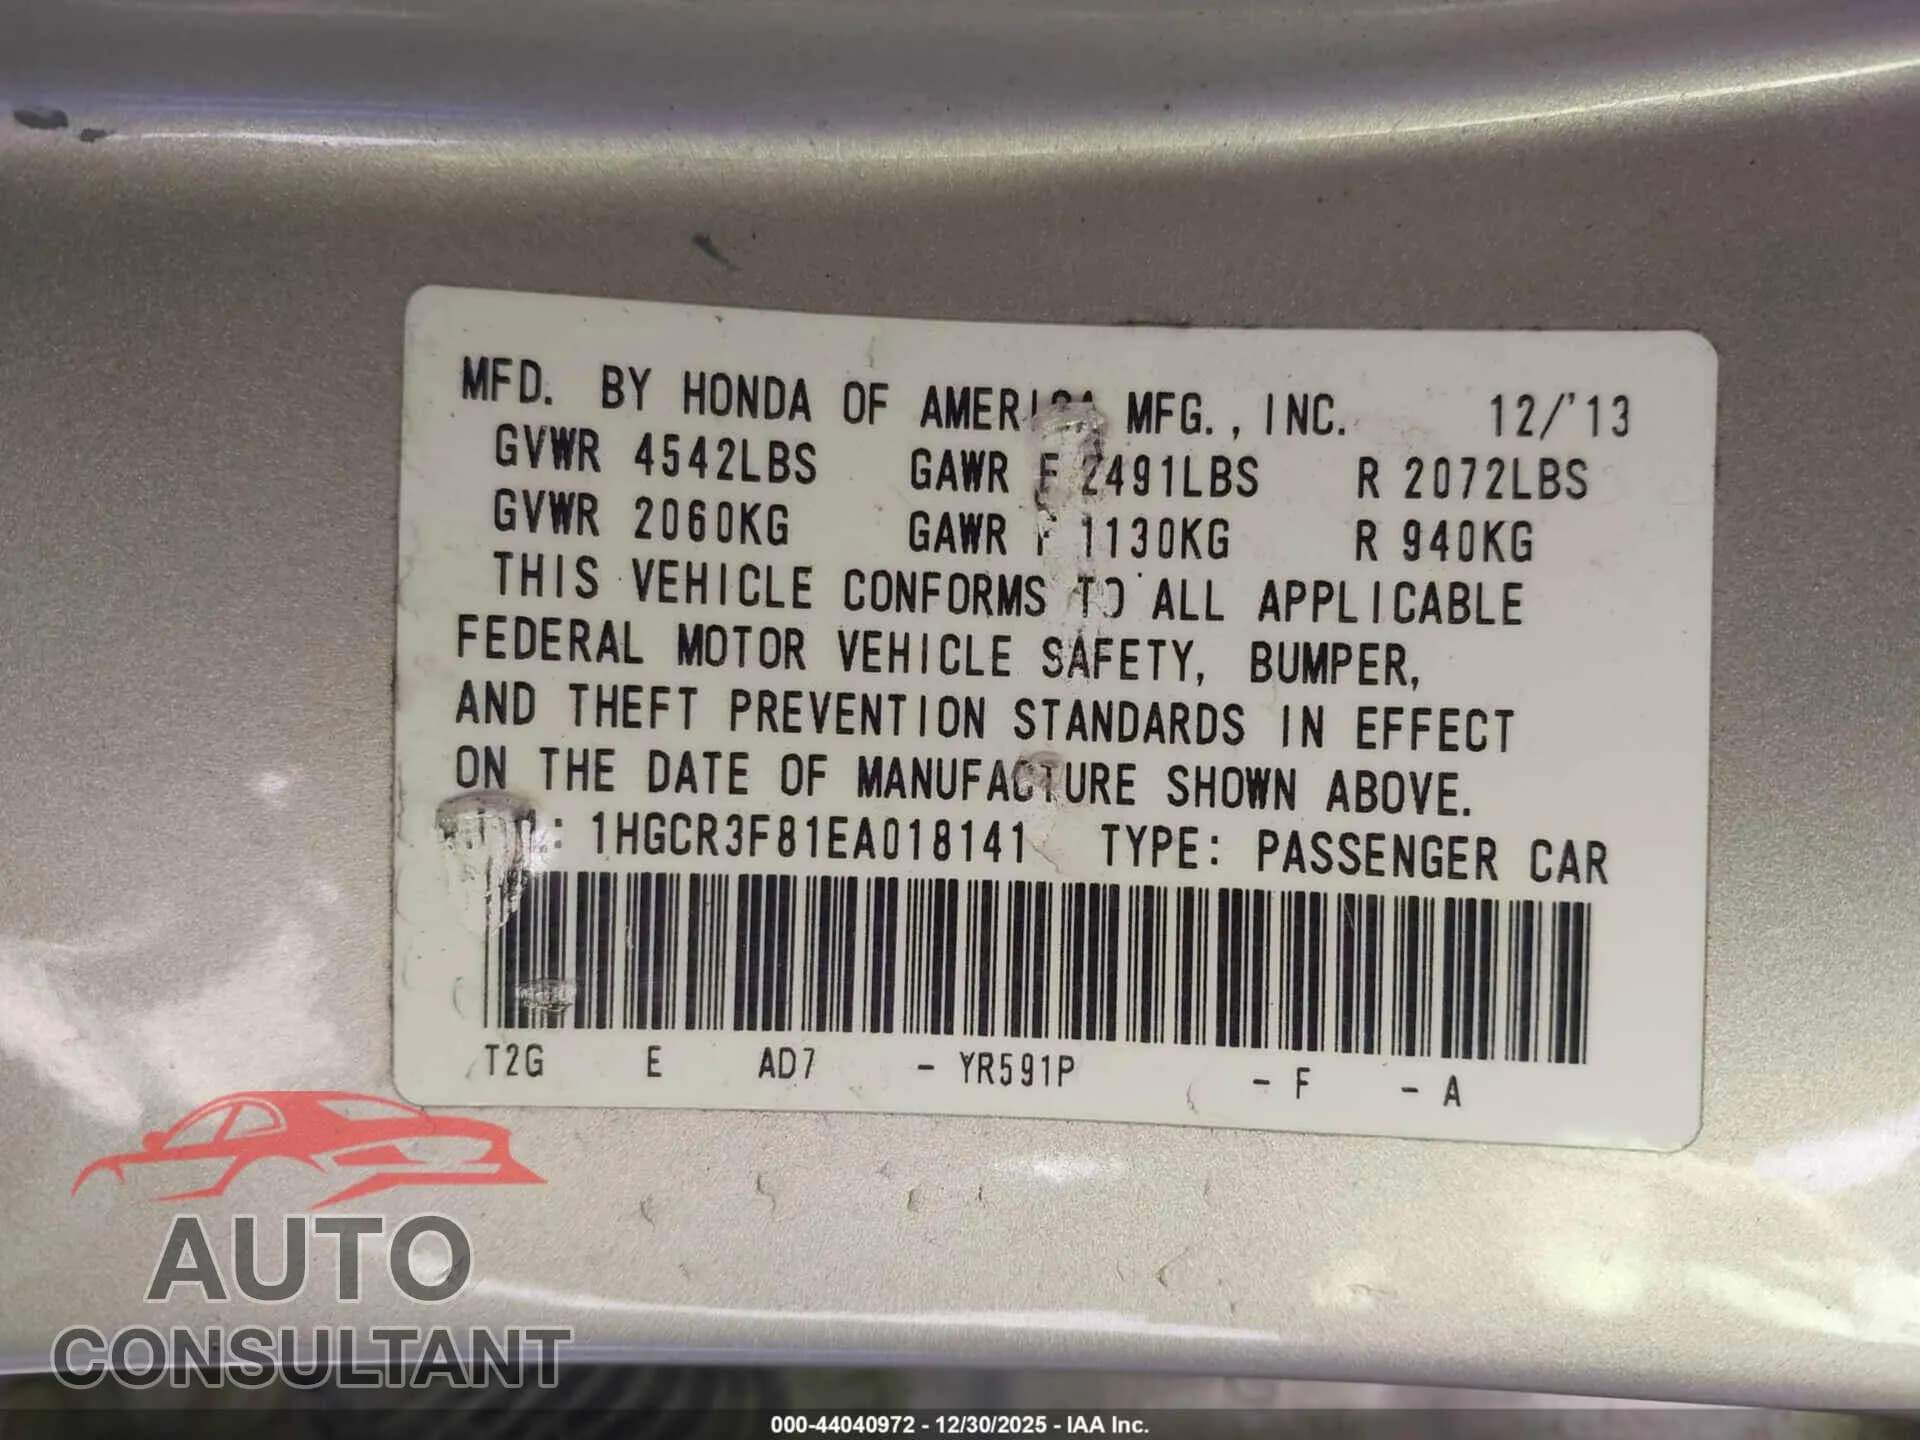 MFD. BY HONDA OF AMERICA MFG., INC. 12/'13
GVWR 4542LBS GAWR F 2491LBS R 2072LBS
GVWR 2060KG GAWR F 1130KG R 940KG
THIS VEHICLE CONFORMS TO ALL APPLICABLE
FEDERAL MOTOR VEHICLE SAFETY, BUMPER,
AND THEFT PREVENTION STANDARDS IN EFFECT
ON THE DATE OF MANUFACTURE SHOWN ABOVE.
: 1HGCR3F81EA018141 TYPE: PASSENGER CAR
T2G E AD7 - YR591P - F - A
AUTO
CONSULTANT
000-44040972 - 12/30/2025 - IAA Inc.